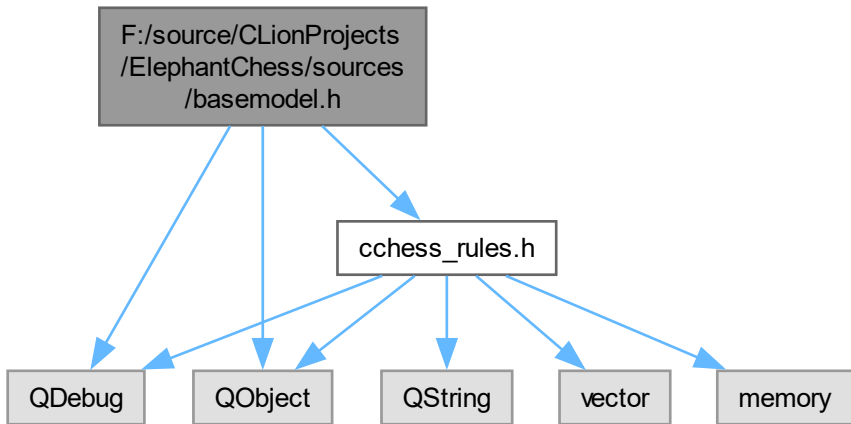 F:/source/CLionProjects
/ElephantChess/sources
/basemodel.h
cchess_rules.h
QDebug
QObject
QString
vector
memory